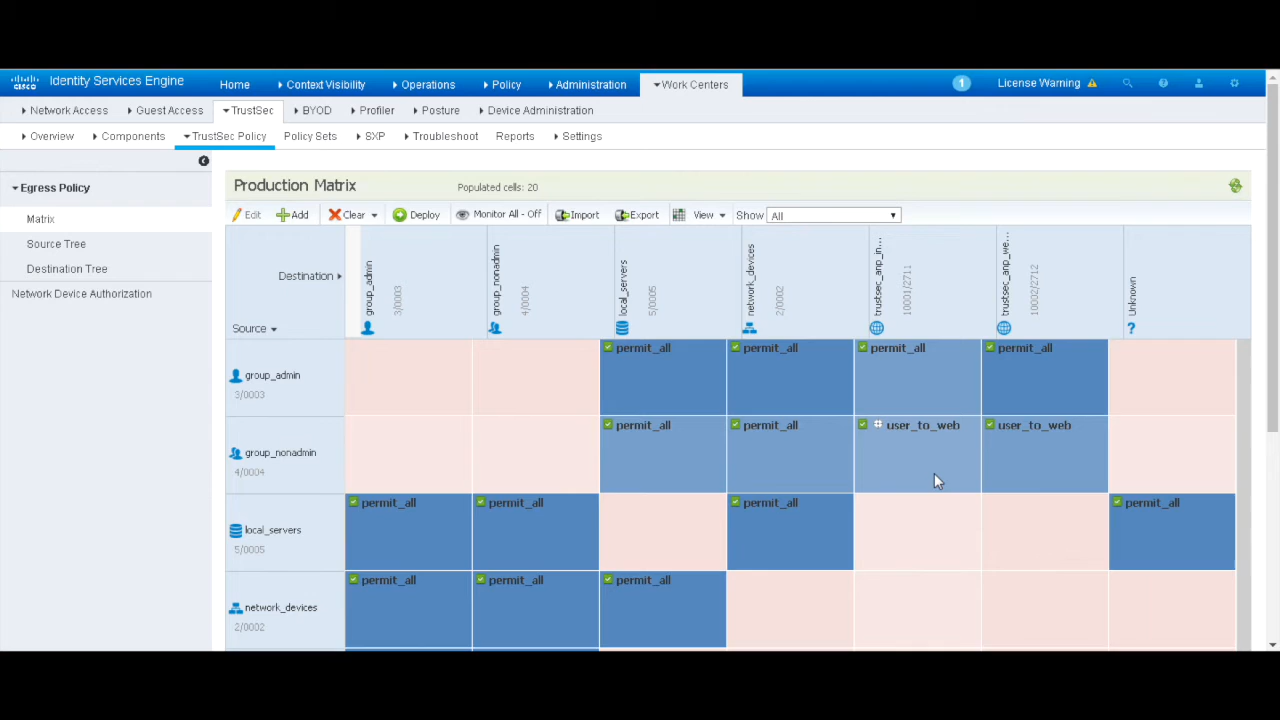 CISCO Identity Services Engine Home Context Visibility Operations Policy Administration Work Centers 1 License Warning
Network Access Guest Access TrustSec BYOD Profiler Posture Device Administration
Overview Components TrustSec Policy Policy Sets SXP Troubleshoot Reports Settings
Egress Policy
Matrix
Source Tree
Destination Tree
Network Device Authorization
Production Matrix Populated cells: 20
Edit Add Clear Deploy Monitor All - Off Import Export View Show All
Destination
Source
group_admin 3/0003
group_nonadmin 4/0004
local_servers 5/0005
network_devices 2/0002
trustsec_anp_in... 10001/2711
trustsec_anp_we... 10002/2712
Unknown
?
group_admin permit_all permit_all permit_all permit_all
3/0003
group_nonadmin permit_all permit_all user_to_web user_to_web
4/0004
local_servers permit_all permit_all permit_all permit_all
5/0005
network_devices permit_all permit_all permit_all
2/0002